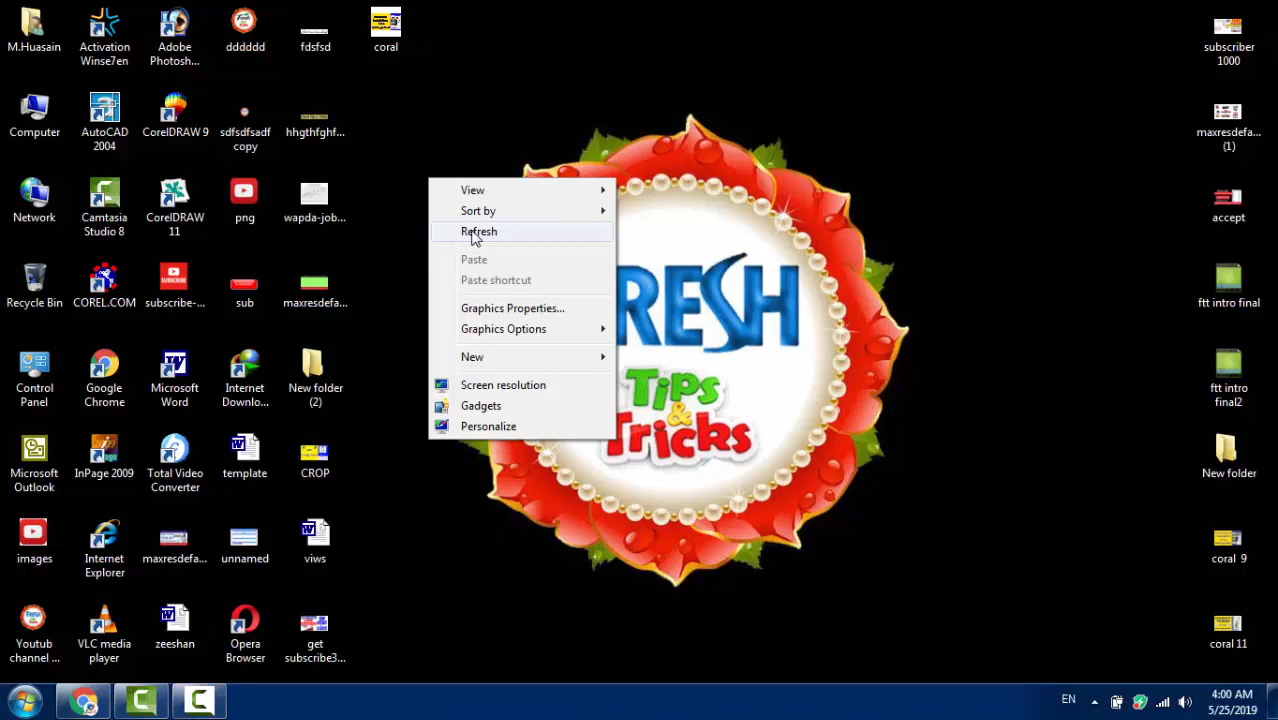 M.Huasain
Activation
Winse7en
Adobe
Photosh...
dddddd
fdsfsd
coral
Computer
AutoCAD
2004
CorelDRAW 9
sdfsdfsadf
copy
hhgthfghf...
Network
Camtasia
Studio 8
CorelDRAW
11
png
wapda-job...
Recycle Bin
COREL.COM
subscribe-...
sub
maxresdefa...
Control
Panel
Google
Chrome
Microsoft
Word
Internet
Downlo...
New folder
(2)
Microsoft
Outlook
InPage 2009
Total Video
Converter
template
CROP
images
Internet
Explorer
maxresdefa...
unnamed
viws
Youtub
channel ...
VLC media
player
zeeshan
Opera
Browser
get
subscribe3...
View
Sort by
Refresh
Paste
Paste shortcut
Graphics Properties...
Graphics Options
New
Screen resolution
Gadgets
Personalize
RESH
Tips
&
Tricks
subscriber
1000
maxresdefa...
(1)
accept
ftt intro final
ftt intro
final2
New folder
coral 9
coral 11
EN
4:00 AM
5/25/2019